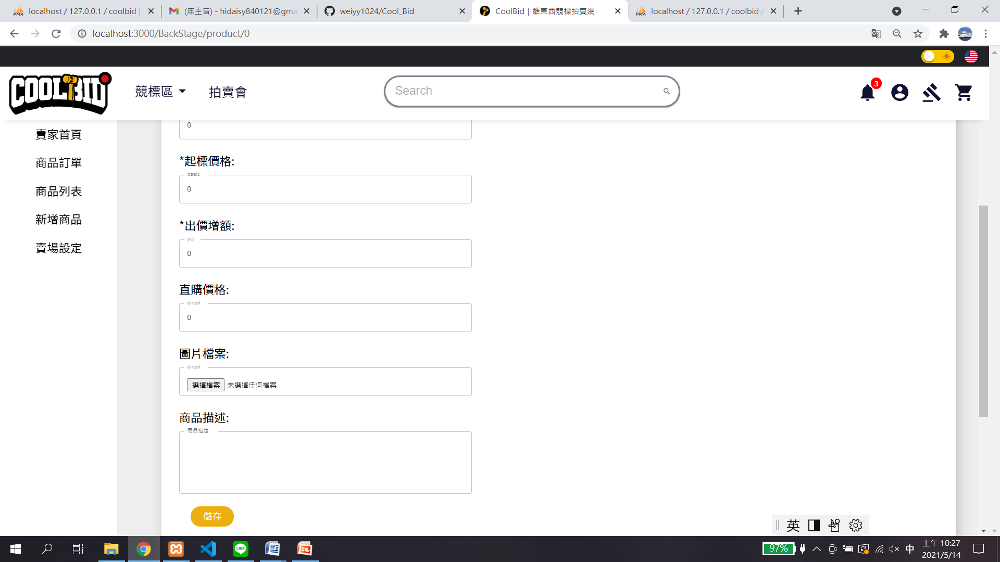 localhost / 127.0.0.1 / coolbid |
(無主旨) - hidaisy840121@gma
weiyy1024/Cool_Bid
CoolBid | 酷東西競標拍賣網
localhost / 127.0.0.1 / coolbid /
localhost:3000/BackStage/product/0
COOLBID
競標區
拍賣會
Search
3
賣家首頁
商品訂單
商品列表
新增商品
賣場設定
0
*起標價格:
basic
0
*出價增額:
per
0
直購價格:
direct
0
圖片檔案:
direct
選擇檔案 未選擇任何檔案
商品描述:
商品描述
儲存
英
97%
中
上午 10:27
2021/5/14